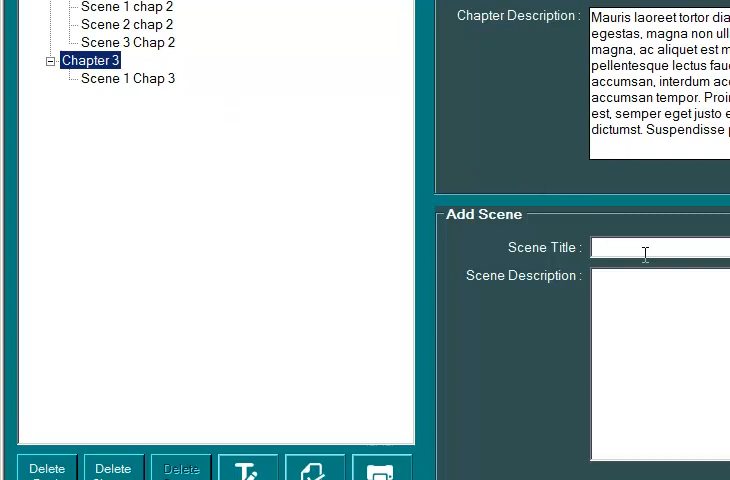 Scene 1 chap 2
Scene 2 chap 2
Scene 3 Chap 2
Chapter 3
Scene 1 Chap 3
Chapter Description :
Mauris laoreet tortor dia
egestas, magna non ull
magna, ac aliquet est m
pellentesque lectus fauc
accumsan, interdum acc
accumsan tempor. Proin
est, semper eget justo e
dictumst. Suspendisse p
Add Scene
Scene Title :
Scene Description :
Delete
Delete
Delete